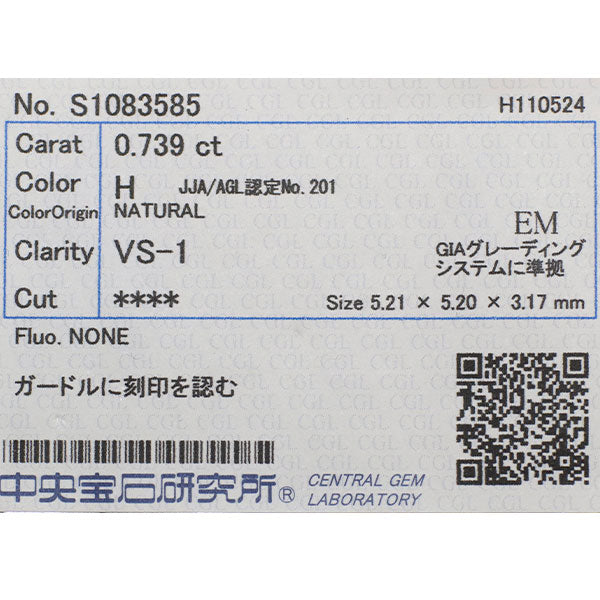 No. S1083585 H110524
Carat 0.739 ct
Color H JJA/AGL認定No.201
ColorOrigin NATURAL
EM
Clarity VS-1 GIAグレーディング
システムに準拠
Cut **** Size 5.21 × 5.20 × 3.17 mm
Fluo. NONE
ガードルに刻印を認む
中央宝石研究所® CENTRAL GEM
LABORATORY